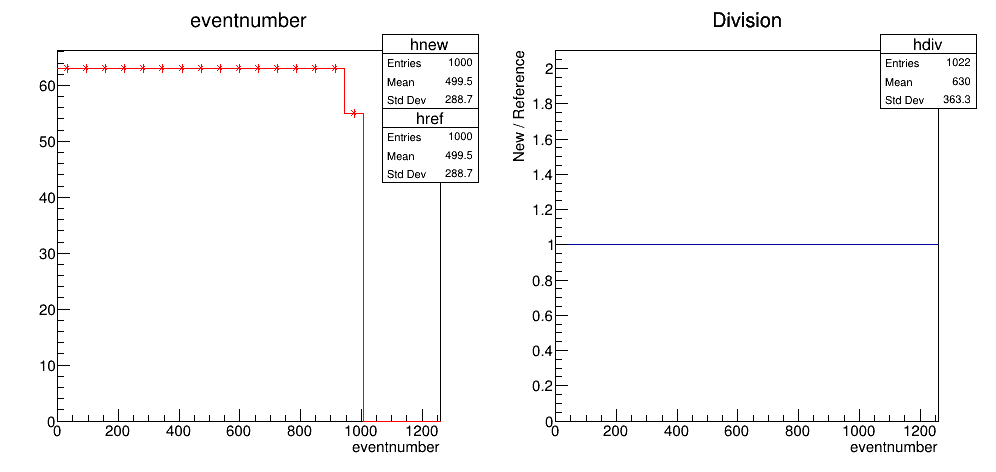 eventnumber
hnew
Entries 1000
Mean 499.5
Std Dev 288.7
href
Entries 1000
Mean 499.5
Std Dev 288.7
60
50
40
30
20
10
0
0 200 400 600 800 1000 1200
eventnumber
Division
hdiv
Entries 1022
Mean 630
Std Dev 363.3
New / Reference
2
1.8
1.6
1.4
1.2
1
0.8
0.6
0.4
0.2
0
0 200 400 600 800 1000 1200
eventnumber